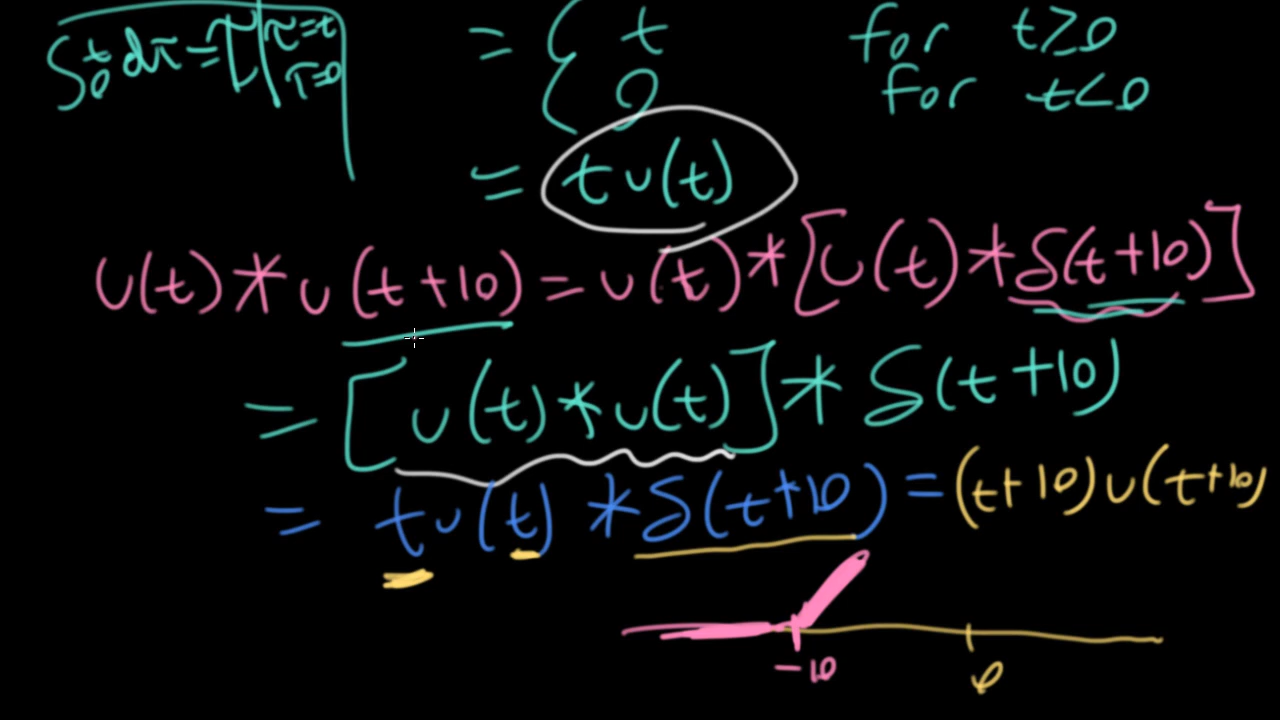 ∫₀ᵗ dτ = τ |τ=t τ=0
= { t for t≥0
0 for t<0
= t u(t)
u(t) * u(t+10) = u(t) * [u(t) * δ(t+10)]
= [u(t) * u(t)] * δ(t+10)
= t u(t) * δ(t+10) = (t+10) u(t+10)
-10 0